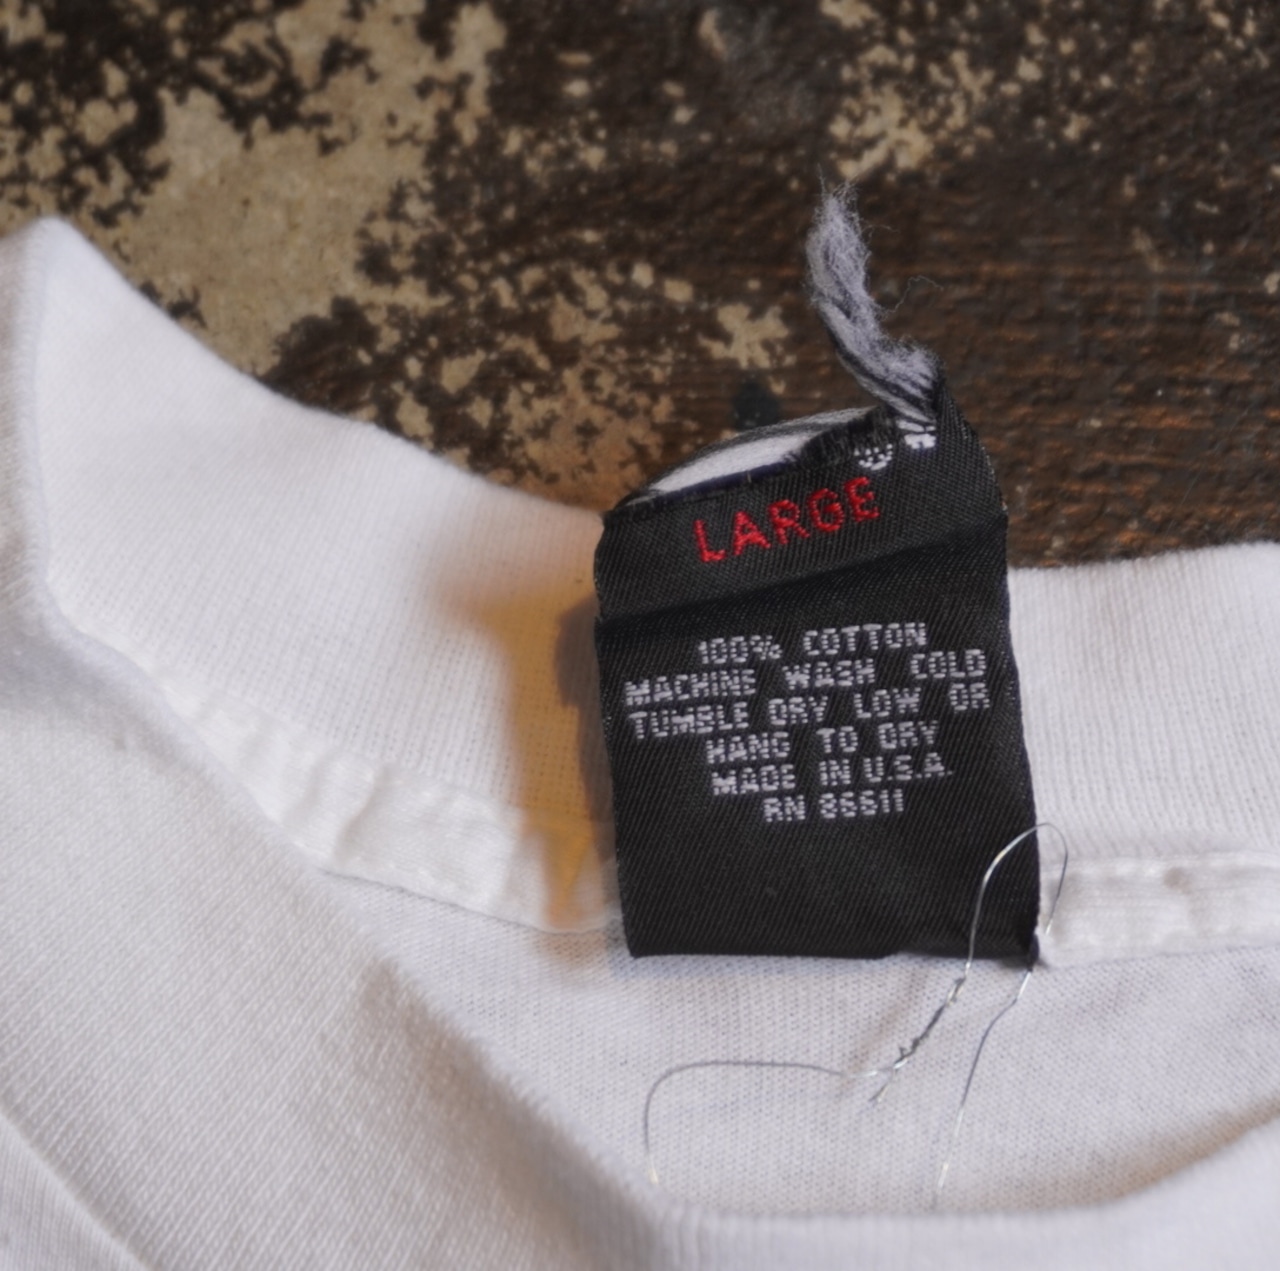 LARGE
100% COTTON
MACHINE WASH COLD
TUMBLE DRY LOW OR
HANG TO DRY
MADE IN U.S.A.
RN 86611